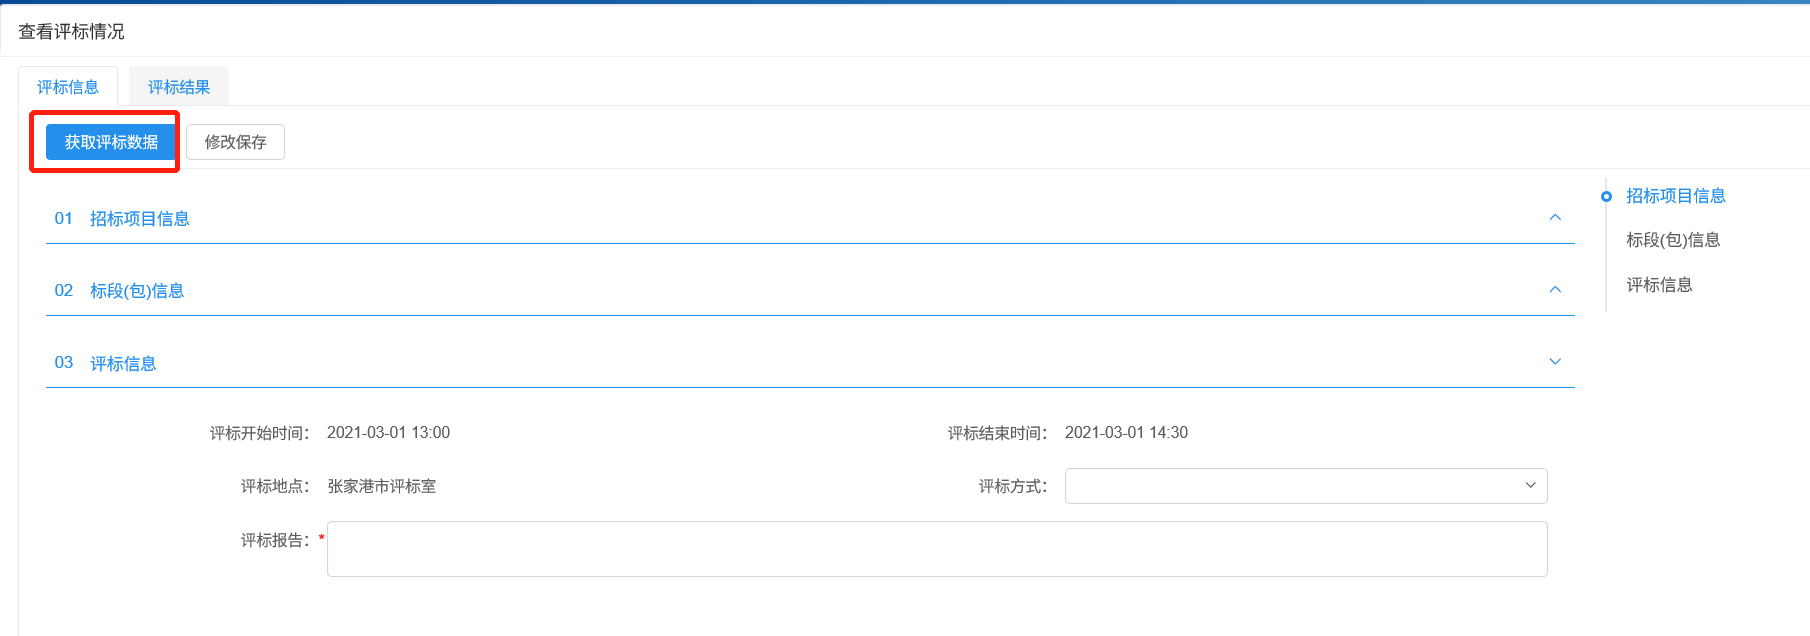 查看评标情况
评标信息 评标结果
获取评标数据 修改保存
01 招标项目信息
02 标段(包)信息
03 评标信息
评标开始时间： 2021-03-01 13:00 评标结束时间： 2021-03-01 14:30
评标地点： 张家港市评标室 评标方式：
评标报告：*
招标项目信息
标段(包)信息
评标信息